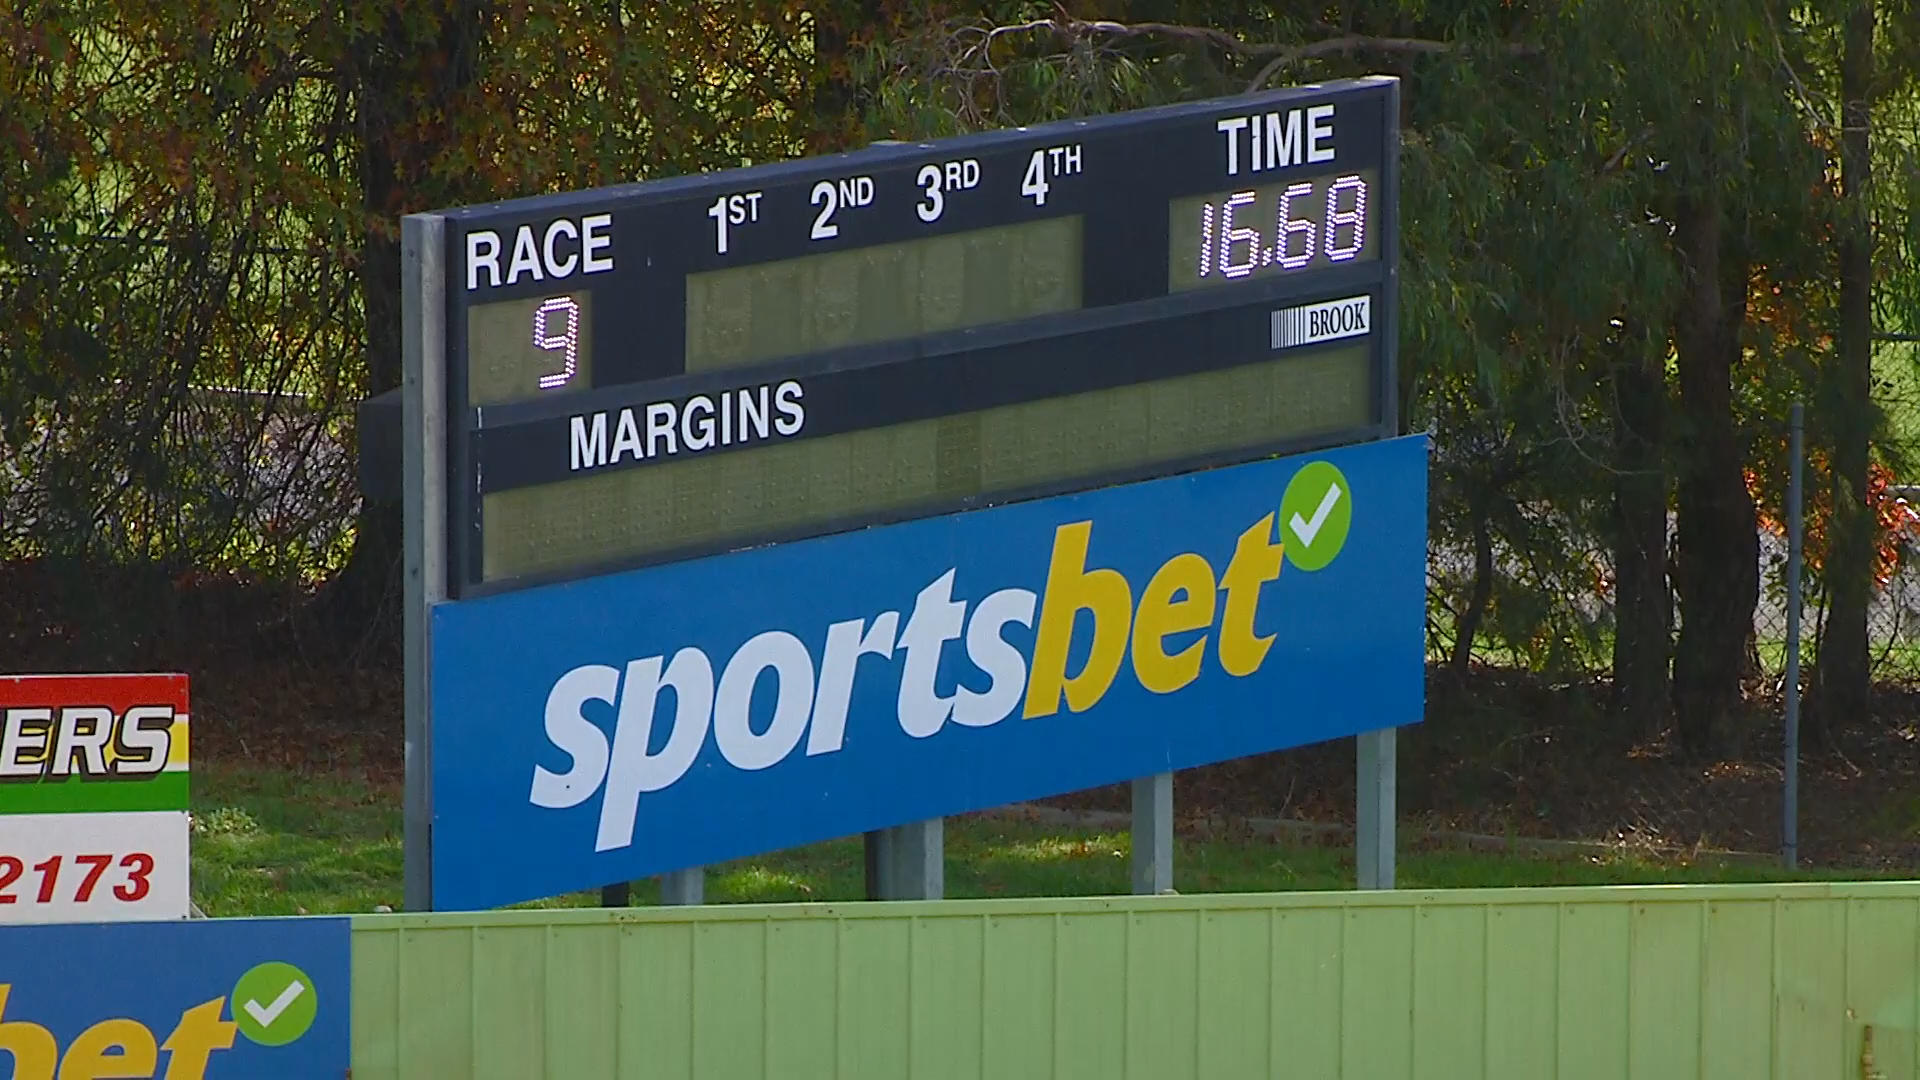 RACE 1ST 2ND 3RD 4TH TIME
9 16.68
BROOK
MARGINS
sportsbet
ERS
2173
bet